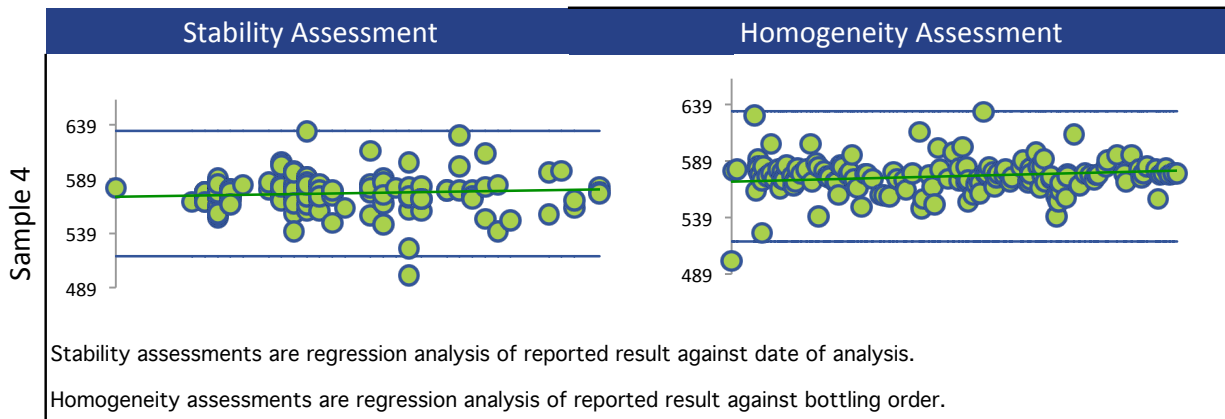 Stability Assessment
Homogeneity Assessment
Sample 4
639
589
539
489
639
589
539
489
Stability assessments are regression analysis of reported result against date of analysis.
Homogeneity assessments are regression analysis of reported result against bottling order.